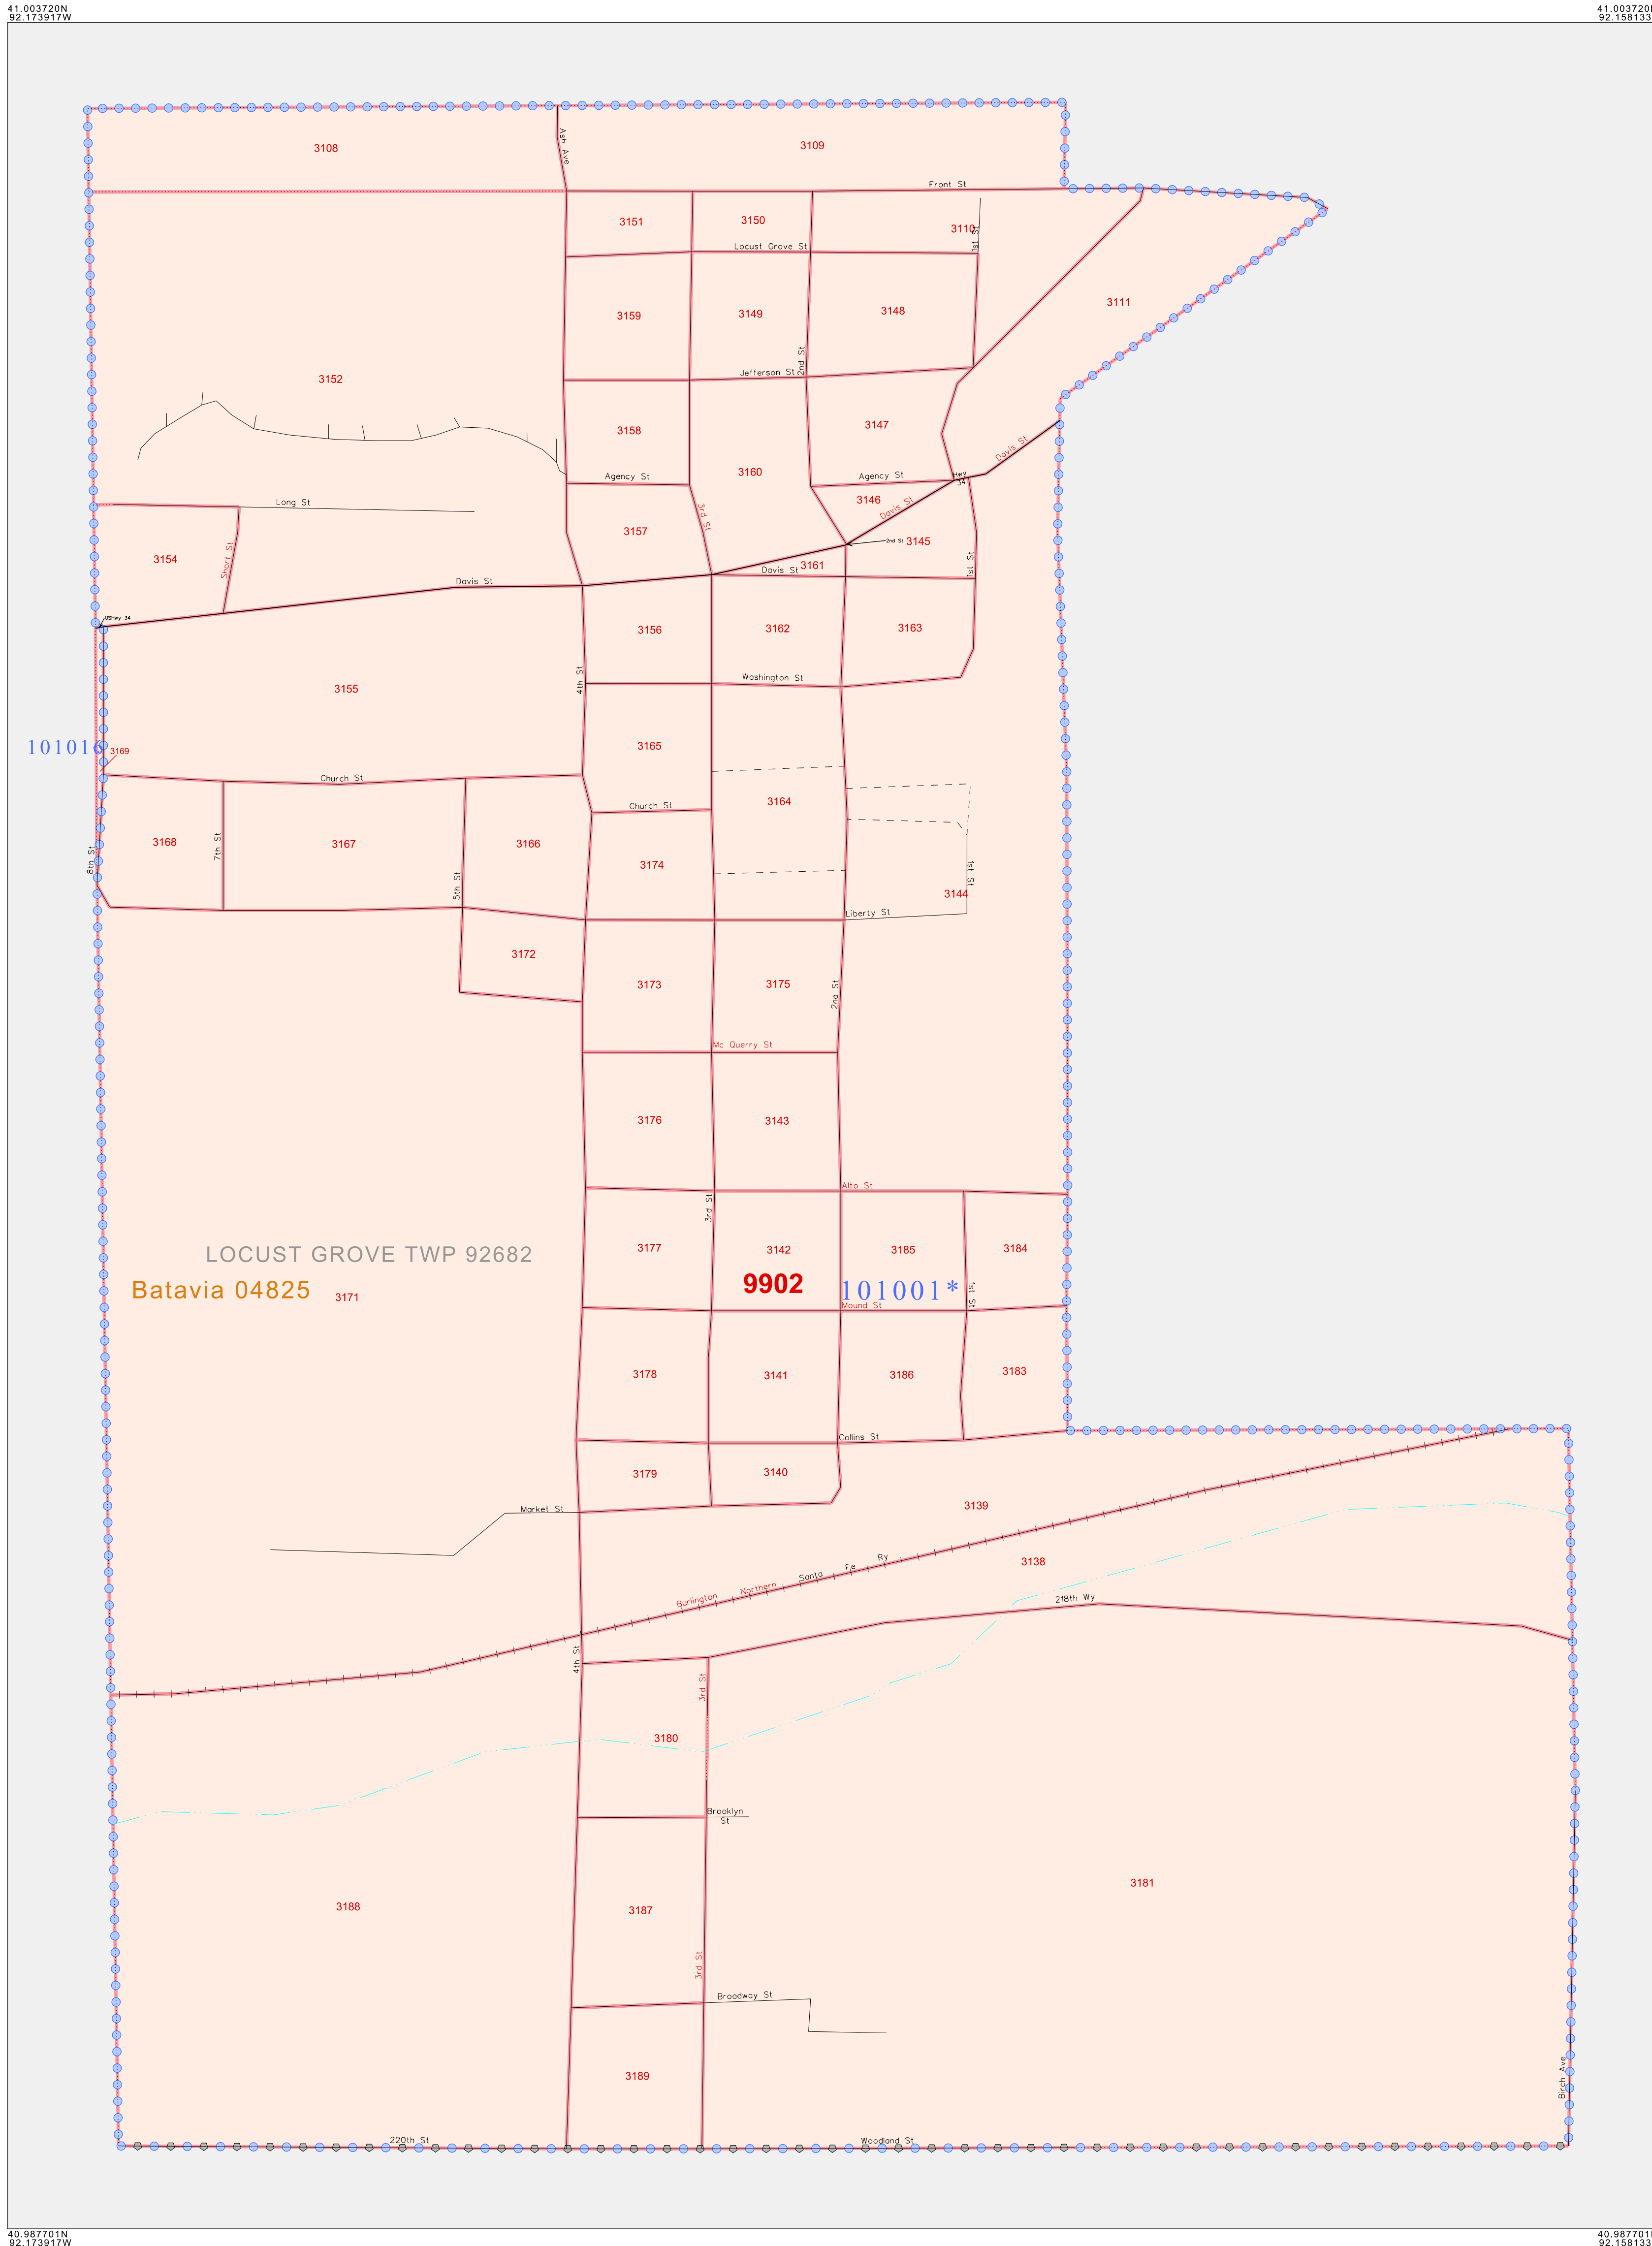 41.003720N
92.173917W
41.003720
92.158133
3108
Ash Ave
3109
Front St
3151
3150
3110
1st St
Locust Grove St
3111
3159
3149
3148
2nd St
Jefferson St
3152
3158
3147
3160
Davis St
Agency St
Agency St
Hwy
34
3146
Davis St
Long St
3rd St
3157
3154
Short St
2nd St
3145
3161
Davis St
1st St
Davis St
USHwy 34
3156
3162
3163
4th St
Washington St
3155
101016
3169
3165
Church St
Church St
3164
3168
7th St
3167
3166
8th St
5th St
3174
1st St
3144
Liberty St
3172
3173
3175
2nd St
Mc Querry St
3176
3143
Alto St
3rd St
LOCUST GROVE TWP 92682
3177
3142
3185
3184
Batavia 04825
3171
9902
101001*
1st St
Mound St
3178
3141
3186
3183
Collins St
3179
3140
Market St
3139
3138
Burlington Northern Santa Fe Ry
218th Wy
4th St
3rd St
3180
Brooklyn
St
3181
3188
3187
3rd St
Broadway St
3189
Birch Ave
220th St
Woodland St
40.987701N
92.173917W
40.987701
92.158133